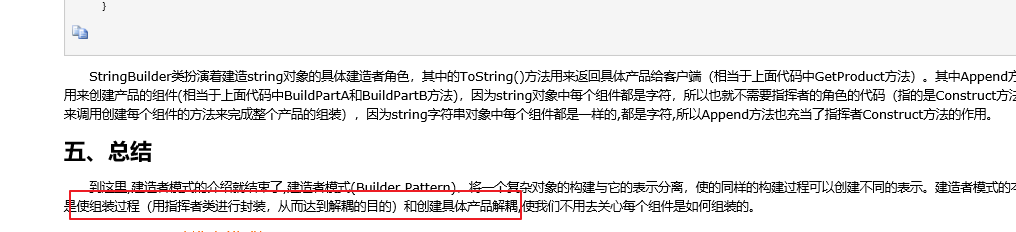 }
StringBuilder类扮演着建造string对象的具体建造者角色，其中的ToString()方法用来返回具体产品给客户端（相当于上面代码中GetProduct方法）。其中Append方
用来创建产品的组件(相当于上面代码中BuildPartA和BuildPartB方法)，因为string对象中每个组件都是字符，所以也就不需要指挥者的角色的代码（指的是Construct方法
来调用创建每个组件的方法来完成整个产品的组装），因为string字符串对象中每个组件都是一样的,都是字符,所以Append方法也充当了指挥者Construct方法的作用。
五、总结
到这里,建造者模式的介绍就结束了,建造者模式(Builder Pattern)，将一个复杂对象的构建与它的表示分离，使的同样的构建过程可以创建不同的表示。建造者模式的本
是使组装过程（用指挥者类进行封装，从而达到解耦的目的）和创建具体产品解耦,使我们不用去关心每个组件是如何组装的。